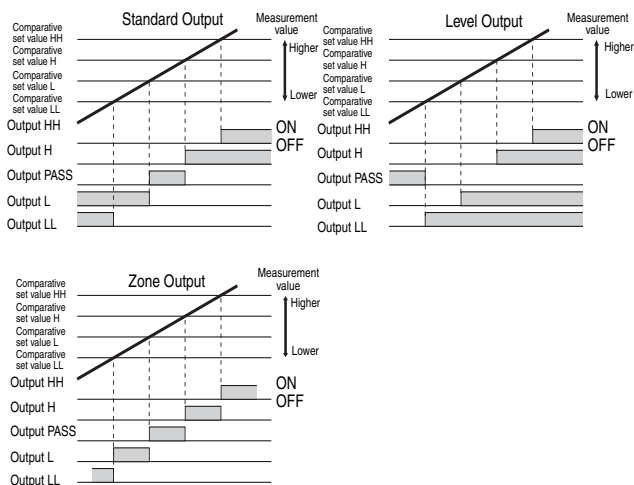 Standard Output
Measurement
value
Comparative
set value HH
Comparative
set value H
Comparative
set value L
Comparative
set value LL
Higher
Lower
Output HH
Output H
Output PASS
Output L
Output LL
ON
OFF
Level Output
Measurement
value
Comparative
set value HH
Comparative
set value H
Comparative
set value L
Comparative
set value LL
Higher
Lower
Output HH
Output H
Output PASS
Output L
Output LL
ON
OFF
Zone Output
Measurement
value
Comparative
set value HH
Comparative
set value H
Comparative
set value L
Comparative
set value LL
Higher
Lower
Output HH
Output H
Output PASS
Output L
Output LL
ON
OFF